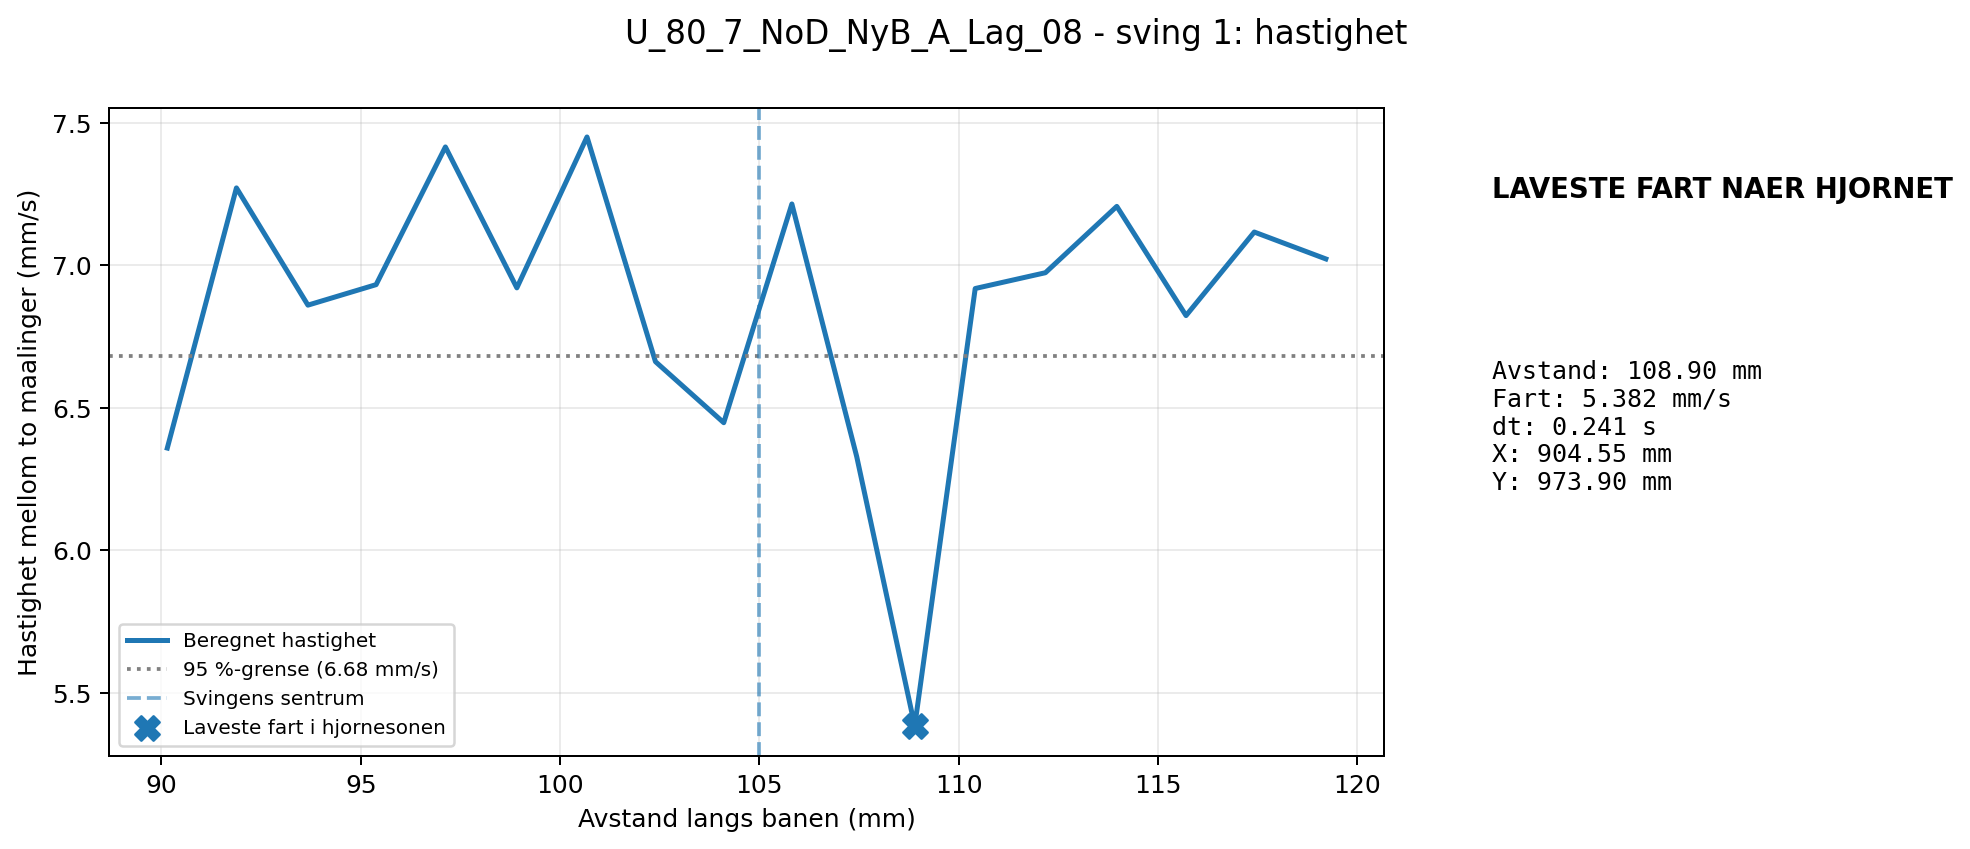 U_80_7_NoD_NyB_A_Lag_08 - sving 1: hastighet
Hastighet mellom to maalinger (mm/s)
7.5
7.0
6.5
6.0
5.5
Beregnet hastighet
95 %-grense (6.68 mm/s)
Svingens sentrum
Laveste fart i hjornesonen
90
95
100
105
110
115
120
Avstand langs banen (mm)
LAVESTE FART NAER HJORNET
Avstand: 108.90 mm
Fart: 5.382 mm/s
dt: 0.241 s
X: 904.55 mm
Y: 973.90 mm